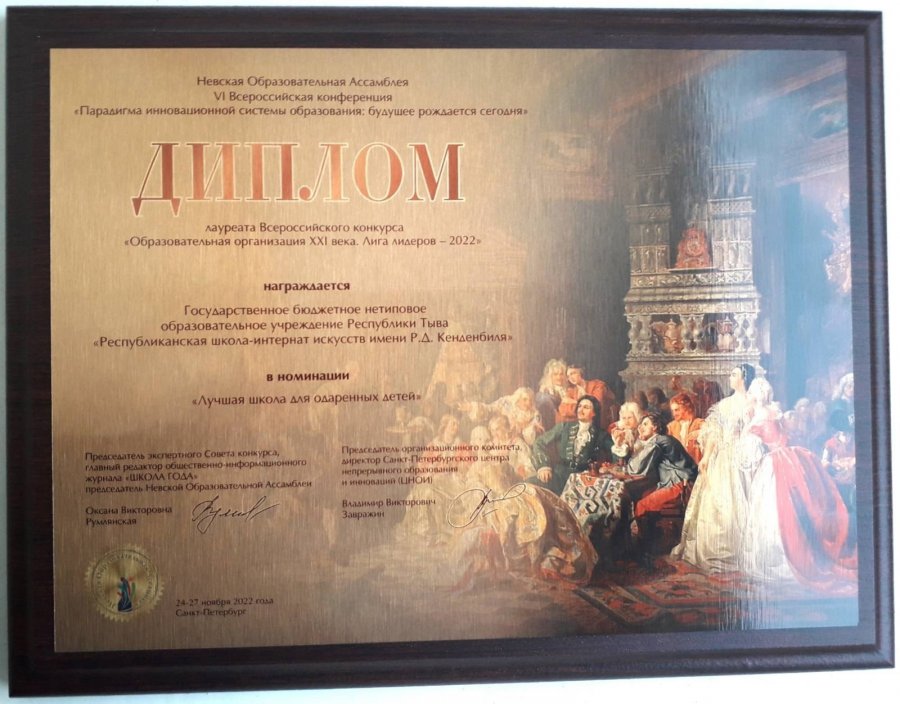 Невская Образовательная Ассамблея
VI Всероссийская конференция
«Парадигма инновационной системы образования: будущее рождается сегодня»
ДИПЛОМ
лауреата Всероссийского конкурса
«Образовательная организация XXI века. Лига лидеров – 2022»
награждается
Государственное бюджетное нетиповое
образовательное учреждение Республики Тыва
«Республиканская школа-интернат искусств имени Р.Д. Кенденбиля»
в номинации
«Лучшая школа для одаренных детей»
Председатель экспертного Совета конкурса,
главный редактор общественно-информационного
журнала «ШКОЛА ГОДА»
председатель Невской Образовательной Ассамблеи
Оксана Викторовна
Румлянская
Председатель организационного комитета,
директор Санкт-Петербургского центра
непрерывного образования
и инноваций (ЦНОИ)
Владимир Викторович
Завражин
24-27 ноября 2022 года
Санкт-Петербург